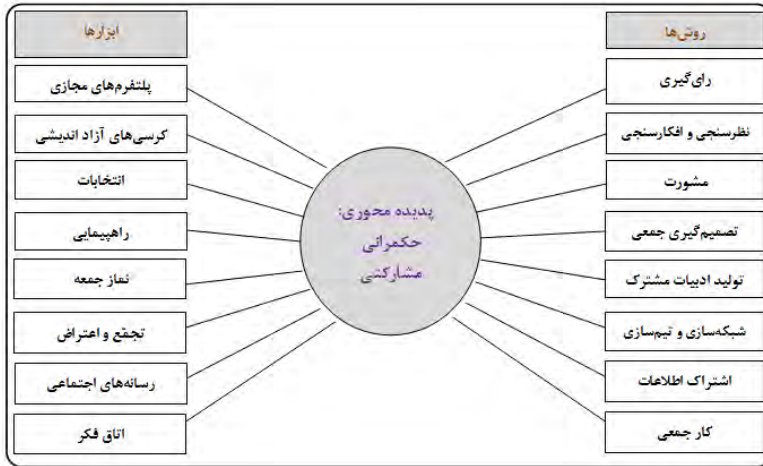 روش‌ها
رای‌گیری
نظرسنجی و افکارسنجی
مشورت
تصمیم‌گیری جمعی
تولید ادبیات مشترک
شبکه‌سازی و تیم‌سازی
اشتراک اطلاعات
کار جمعی
پدیده محوری:
حکمرانی
مشارکتی
ابزارها
پلتفرم‌های مجازی
کرسی‌های آزاد اندیشی
انتخابات
راهپیمایی
نماز جمعه
تجمّع و اعتراض
رسانه‌های اجتماعی
اتاق فکر